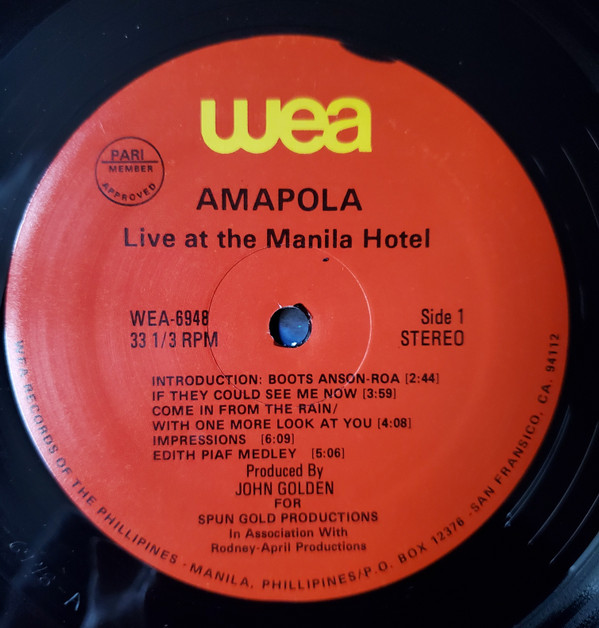 wea
PARI
MEMBER
APPROVED
AMAPOLA
Live at the Manila Hotel
WEA-6948
33 1/3 RPM
Side 1
STEREO
INTRODUCTION: BOOTS ANSON-ROA [2:44]
IF THEY COULD SEE ME NOW [3:59]
COME IN FROM THE RAIN/
WITH ONE MORE LOOK AT YOU [4:08]
IMPRESSIONS [6:09]
EDITH PIAF MEDLEY [5:06]
Produced By
JOHN GOLDEN
FOR
SPUN GOLD PRODUCTIONS
In Association With
Rodney-April Productions
WEA RECORDS OF THE PHILLIPINES - MANILA, PHILLIPINES/P.O. BOX 12376 - SAN FRANSICO, CA. 94112